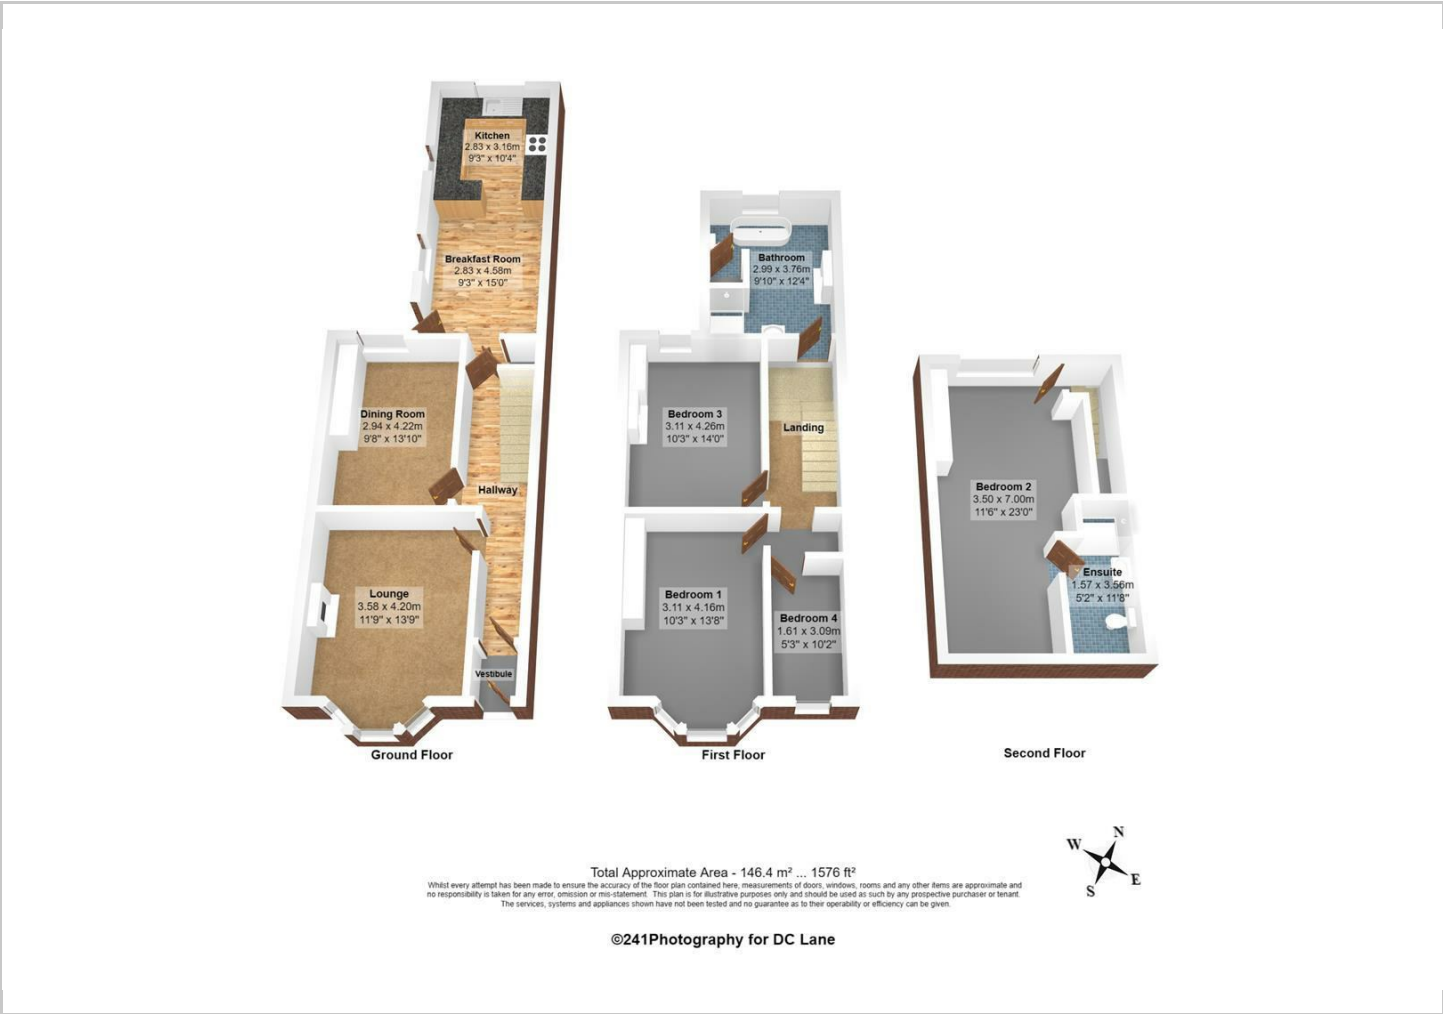 Kitchen
2.83 x 3.16m
9'3" x 10'4"
Breakfast Room
2.83 x 4.58m
9'3" x 15'0"
Dining Room
2.94 x 4.22m
9'8" x 13'10"
Hallway
Lounge
3.58 x 4.20m
11'9" x 13'9"
Vestibule
Ground Floor
Bathroom
2.99 x 3.76m
9'10" x 12'4"
Bedroom 3
3.11 x 4.26m
10'3" x 14'0"
Landing
Bedroom 1
3.11 x 4.16m
10'3" x 13'8"
Bedroom 4
1.61 x 3.09m
5'3" x 10'2"
First Floor
Bedroom 2
3.50 x 7.00m
11'6" x 23'0"
Ensuite
1.57 x 3.56m
5'2" x 11'8"
Second Floor
N
W
E
S
Total Approximate Area - 146.4 m² ... 1576 ft²
Whilst every attempt has been made to ensure the accuracy of the floor plan contained here, measurements of doors, windows, rooms and any other items are approximate and
no responsibility is taken for any error, omission or mis-statement. This plan is for illustrative purposes only and should be used as such by any prospective purchaser or tenant.
The services, systems and appliances shown have not been tested and no guarantee as to their operability or efficiency can be given.
©241Photography for DC Lane